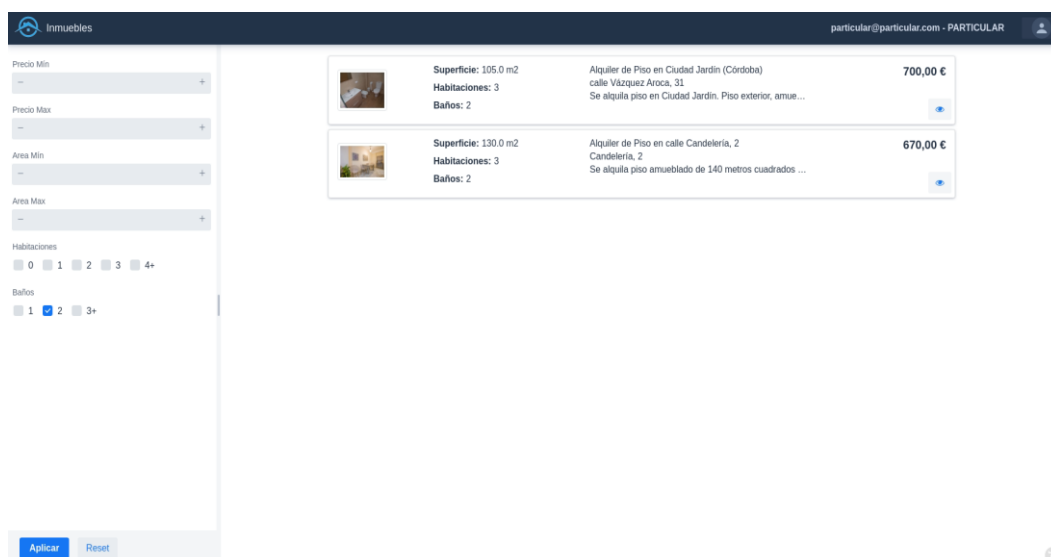 Inmuebles
particular@particular.com - PARTICULAR
Precio Mín
− +
Precio Max
− +
Area Mín
− +
Area Max
− +
Habitaciones
0 1 2 3 4+
Baños
1 2 3+
Aplicar Reset
Superficie: 105.0 m2
Habitaciones: 3
Baños: 2
Alquiler de Piso en Ciudad Jardín (Córdoba)
calle Vázquez Aroca, 31
Se alquila piso en Ciudad Jardín. Piso exterior, amue...
700,00 €
Superficie: 130.0 m2
Habitaciones: 3
Baños: 2
Alquiler de Piso en calle Candelería, 2
Candelería, 2
Se alquila piso amueblado de 140 metros cuadrados ...
670,00 €